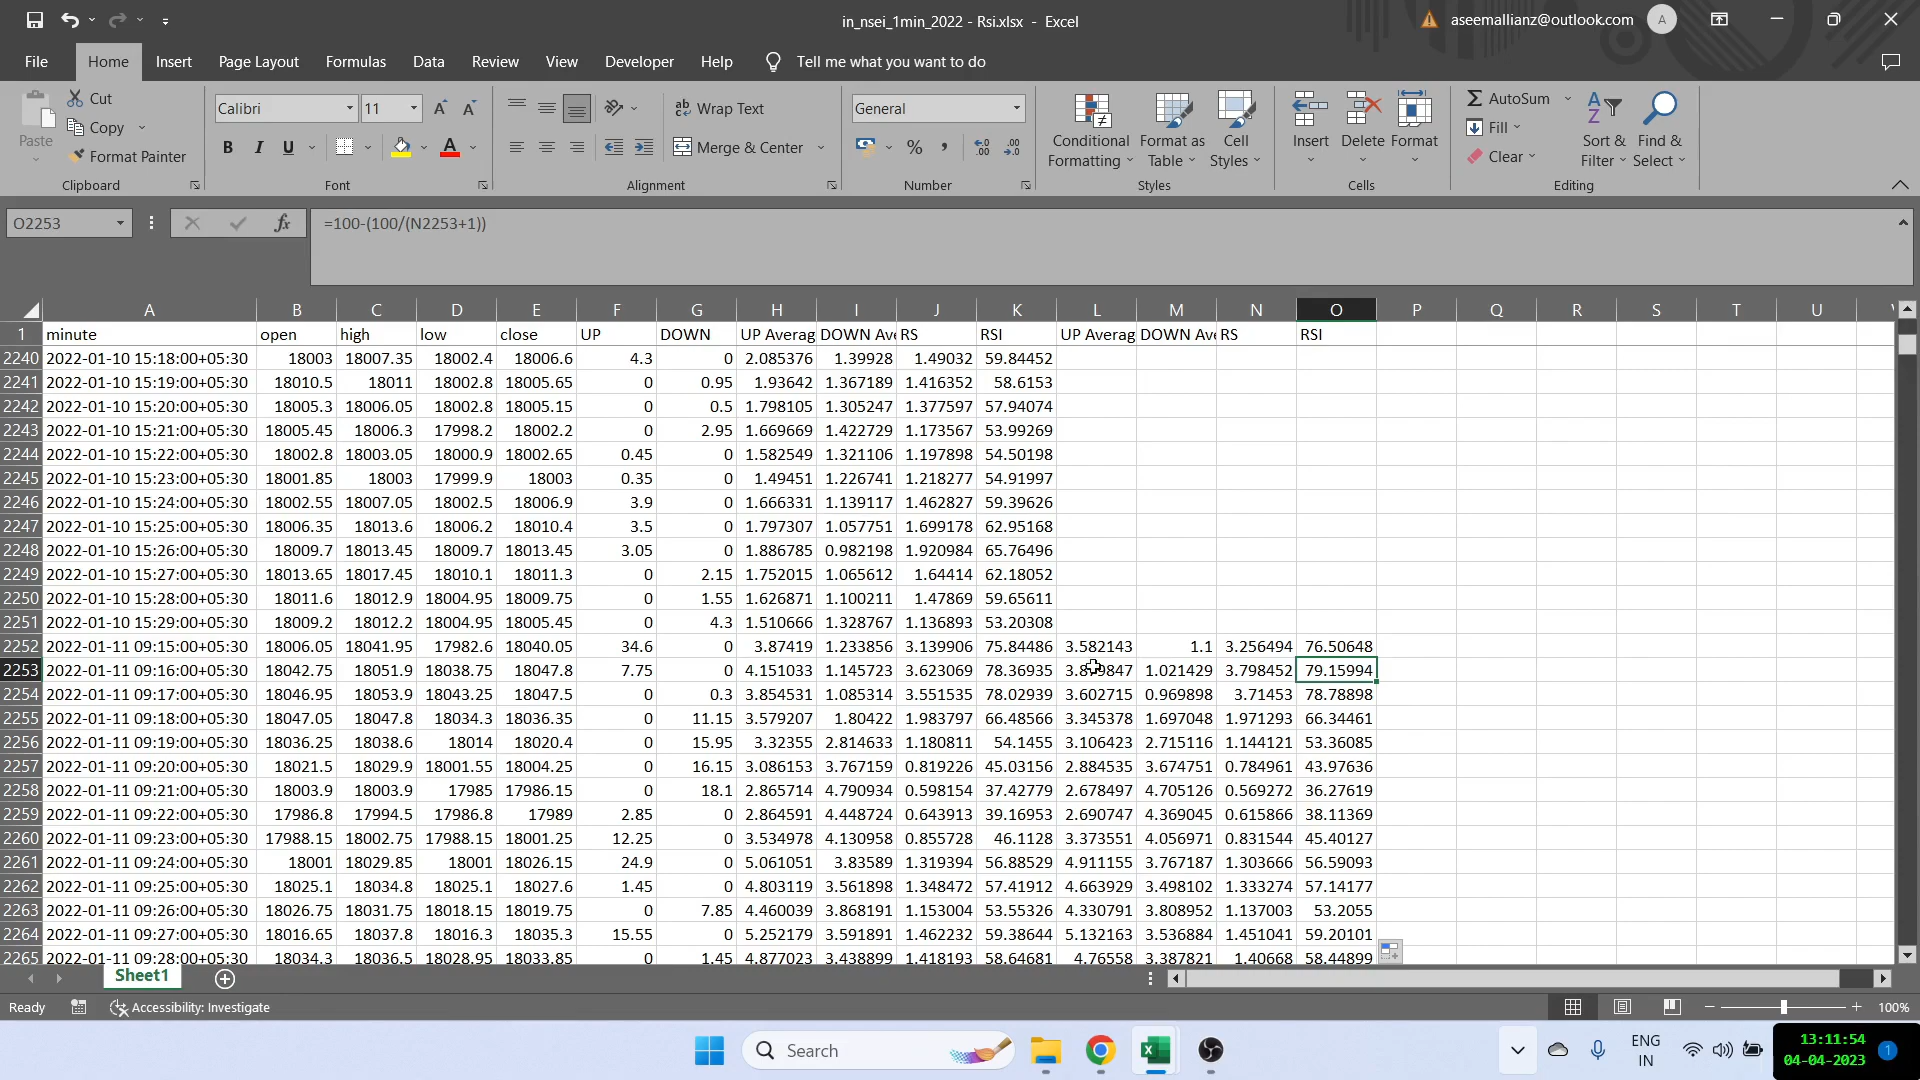 in_nsei_1min_2022 - Rsi.xlsx - Excel
aseemallianz@outlook.com A
File Home Insert Page Layout Formulas Data Review View Developer Help Tell me what you want to do
Paste Cut Copy Format Painter Clipboard
Calibri 11 B I U Font
Wrap Text Merge & Center Alignment
General % Number
Conditional Formatting Format as Table Cell Styles Styles
Insert Delete Format Cells
AutoSum Fill Clear Sort & Filter Find & Select Editing
O2253 fx =100-(100/(N2253+1))
A B C D E F G H I J K L M N O P Q R S T U
1 minute open high low close UP DOWN UP Averag DOWN Ave RS RSI UP Averag DOWN Ave RS RSI
2240 2022-01-10 15:18:00+05:30 18003 18007.35 18002.4 18006.6 4.3 0 2.085376 1.39928 1.49032 59.84452
2241 2022-01-10 15:19:00+05:30 18010.5 18011 18002.8 18005.65 0 0.95 1.93642 1.367189 1.416352 58.6153
2242 2022-01-10 15:20:00+05:30 18005.3 18006.05 18002.8 18005.15 0 0.5 1.798105 1.305247 1.377597 57.94074
2243 2022-01-10 15:21:00+05:30 18005.45 18006.3 17998.2 18002.2 0 2.95 1.669669 1.422729 1.173567 53.99269
2244 2022-01-10 15:22:00+05:30 18002.8 18003.05 18000.9 18002.65 0.45 0 1.582549 1.321106 1.197898 54.50198
2245 2022-01-10 15:23:00+05:30 18001.85 18003 17999.9 18003 0.35 0 1.49451 1.226741 1.218277 54.91997
2246 2022-01-10 15:24:00+05:30 18002.55 18007.05 18002.5 18006.9 3.9 0 1.666331 1.139117 1.462827 59.39626
2247 2022-01-10 15:25:00+05:30 18006.35 18013.6 18006.2 18010.4 3.5 0 1.797307 1.057751 1.699178 62.95168
2248 2022-01-10 15:26:00+05:30 18009.7 18013.45 18009.7 18013.45 3.05 0 1.886785 0.982198 1.920984 65.76496
2249 2022-01-10 15:27:00+05:30 18013.65 18017.45 18010.1 18011.3 0 2.15 1.752015 1.065612 1.64414 62.18052
2250 2022-01-10 15:28:00+05:30 18011.6 18012.9 18004.95 18009.75 0 1.55 1.626871 1.100211 1.47869 59.65611
2251 2022-01-10 15:29:00+05:30 18009.2 18012.2 18004.95 18005.45 0 4.3 1.510666 1.328767 1.136893 53.20308
2252 2022-01-11 09:15:00+05:30 18006.05 18041.95 17982.6 18040.05 34.6 0 3.87419 1.233856 3.139906 75.84486 3.582143 1.1 3.256494 76.50648
2253 2022-01-11 09:16:00+05:30 18042.75 18051.9 18038.75 18047.8 7.75 0 4.151033 1.145723 3.623069 78.36935 1.021429 3.798452 79.15994
2254 2022-01-11 09:17:00+05:30 18046.95 18053.9 18043.25 18047.5 0 0.3 3.854531 1.085314 3.551535 78.02939 3.602715 0.969898 3.71453 78.78898
2255 2022-01-11 09:18:00+05:30 18047.05 18047.8 18034.3 18036.35 0 11.15 3.579207 1.80422 1.983797 66.48566 3.345378 1.697048 1.971293 66.34461
2256 2022-01-11 09:19:00+05:30 18036.25 18038.6 18014 18020.4 0 15.95 3.32355 2.814633 1.180811 54.1455 3.106423 2.715116 1.144121 53.36085
2257 2022-01-11 09:20:00+05:30 18021.5 18029.9 18001.55 18004.25 0 16.15 3.086153 3.767159 0.819226 45.03156 2.884535 3.674751 0.784961 43.97636
2258 2022-01-11 09:21:00+05:30 18003.9 18003.9 17985 17986.15 0 18.1 2.865714 4.790934 0.598154 37.42779 2.678497 4.705126 0.569272 36.27619
2259 2022-01-11 09:22:00+05:30 17986.8 17994.5 17986.8 17989 2.85 0 2.864591 4.448724 0.643913 39.16953 2.690747 4.369045 0.615866 38.11369
2260 2022-01-11 09:23:00+05:30 17988.15 18002.75 17988.15 18001.25 12.25 0 3.534978 4.130958 0.855728 46.1128 3.373551 4.056971 0.831544 45.40127
2261 2022-01-11 09:24:00+05:30 18001 18029.85 18001 18026.15 24.9 0 5.061051 3.83589 1.319394 56.88529 4.911155 3.767187 1.303666 56.59093
2262 2022-01-11 09:25:00+05:30 18025.1 18034.8 18025.1 18027.6 1.45 0 4.803119 3.561898 1.348472 57.41912 4.663929 3.498102 1.333274 57.14177
2263 2022-01-11 09:26:00+05:30 18026.75 18031.75 18018.15 18019.75 0 7.85 4.460039 3.868191 1.153004 53.55326 4.330791 3.808952 1.137003 53.2055
2264 2022-01-11 09:27:00+05:30 18016.65 18037.8 18016.3 18035.3 15.55 0 5.252179 3.591891 1.462232 59.38644 5.132163 3.536884 1.451041 59.20101
2265 2022-01-11 09:28:00+05:30 18034.3 18036.5 18028.95 18033.85 0 1.45 4.877023 3.438899 1.418193 58.64681 4.76558 3.387821 1.40668 58.44899
Sheet1
Ready Accessibility: Investigate 100%
Search ENG IN 13:11:54 04-04-2023 1